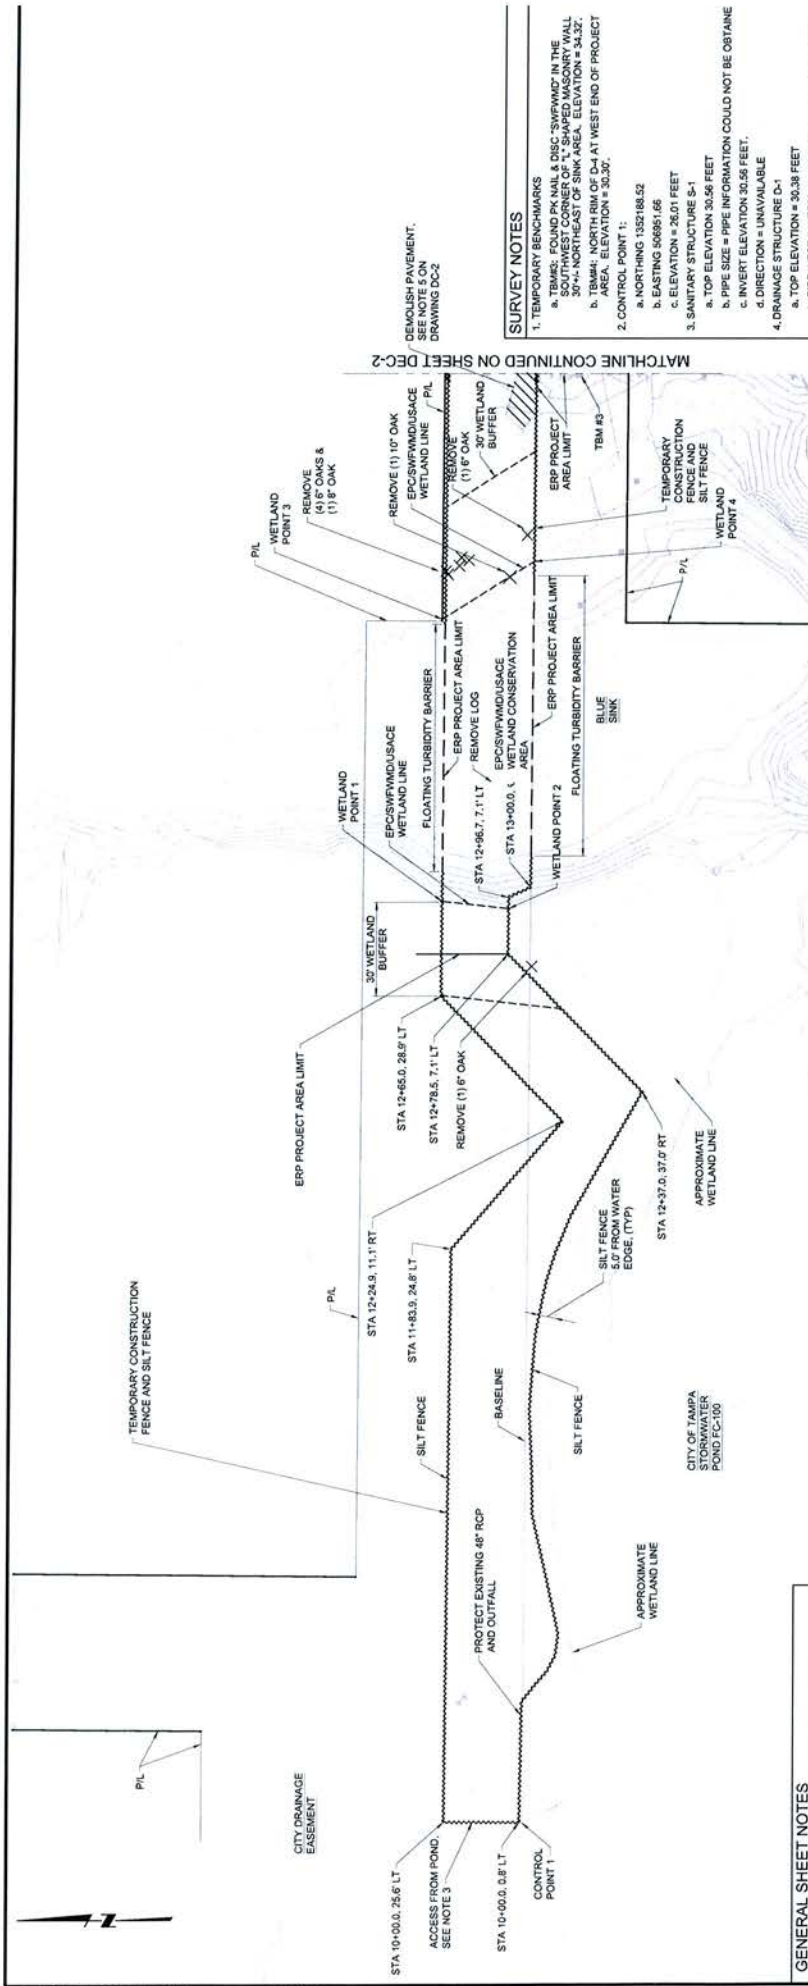 CITY DRAINAGE
EASEMENT
P/L
STA 10+00.0, 25.6' LT
ACCESS FROM POND,
SEE NOTE 3
STA 10+00.0, 0.8' LT
CONTROL
POINT 1
TEMPORARY CONSTRUCTION
FENCE AND SILT FENCE
P/L
SILT FENCE
PROTECT EXISTING 48" RCP
AND OUTFALL
BASELINE
SILT FENCE
APPROXIMATE
WETLAND LINE
CITY OF TAMPA
STORMWATER
POND FC-100
STA 11+83.9, 24.8' LT
STA 12+24.9, 11.1' RT
SILT FENCE
5.0' FROM WATER
EDGE, (TYP)
STA 12+37.0, 37.0' RT
APPROXIMATE
WETLAND LINE
ERP PROJECT AREA LIMIT
STA 12+65.0, 28.9' LT
STA 12+78.5, 7.1' LT
REMOVE (1) 6" OAK
30' WETLAND
BUFFER
WETLAND
POINT 1
EPC/SWFWMD/USACE
WETLAND LINE
FLOATING TURBIDITY BARRIER
ERP PROJECT AREA LIMIT
REMOVE LOG
STA 12+96.7, 7.1' LT
STA 13+00.0,
EPC/SWFWMD/USACE
WETLAND CONSERVATION
AREA
WETLAND POINT 2
ERP PROJECT AREA LIMIT
FLOATING TURBIDITY BARRIER
BLUE
SINK
P/L
WETLAND
POINT 3
REMOVE
(4) 6" OAKS &
(1) 8" OAK
REMOVE (1) 10" OAK
EPC/SWFWMD/USACE
WETLAND LINE
REMOVE
(1) 6" OAK
P/L
30' WETLAND
BUFFER
DEMOLISH PAVEMENT.
SEE NOTE 5 ON
DRAWING DC-2
ERP PROJECT
AREA LIMIT
TBM #3
TEMPORARY
CONSTRUCTION
FENCE AND
SILT FENCE
WETLAND
POINT 4
P/L
MATCHLINE CONTINUED ON SHEET DEC-2
GENERAL SHEET NOTES
SURVEY NOTES
1. TEMPORARY BENCHMARKS
a. TBM#3: FOUND PK NAIL & DISC "SWFWMD" IN THE
SOUTHWEST CORNER OF "L" SHAPED MASONRY WALL
30'+/- NORTHEAST OF SINK AREA. ELEVATION = 34.32'.
b. TBM#4: NORTH RIM OF D-4 AT WEST END OF PROJECT
AREA. ELEVATION = 30.30'.
2. CONTROL POINT 1:
a. NORTHING 1352188.52
b. EASTING 506951.66
c. ELEVATION = 26.01 FEET
3. SANITARY STRUCTURE S-1
a. TOP ELEVATION 30.56 FEET
b. PIPE SIZE = PIPE INFORMATION COULD NOT BE OBTAINE
c. INVERT ELEVATION 30.56 FEET.
d. DIRECTION = UNAVAILABLE
4. DRAINAGE STRUCTURE D-1
a. TOP ELEVATION = 30.38 FEET